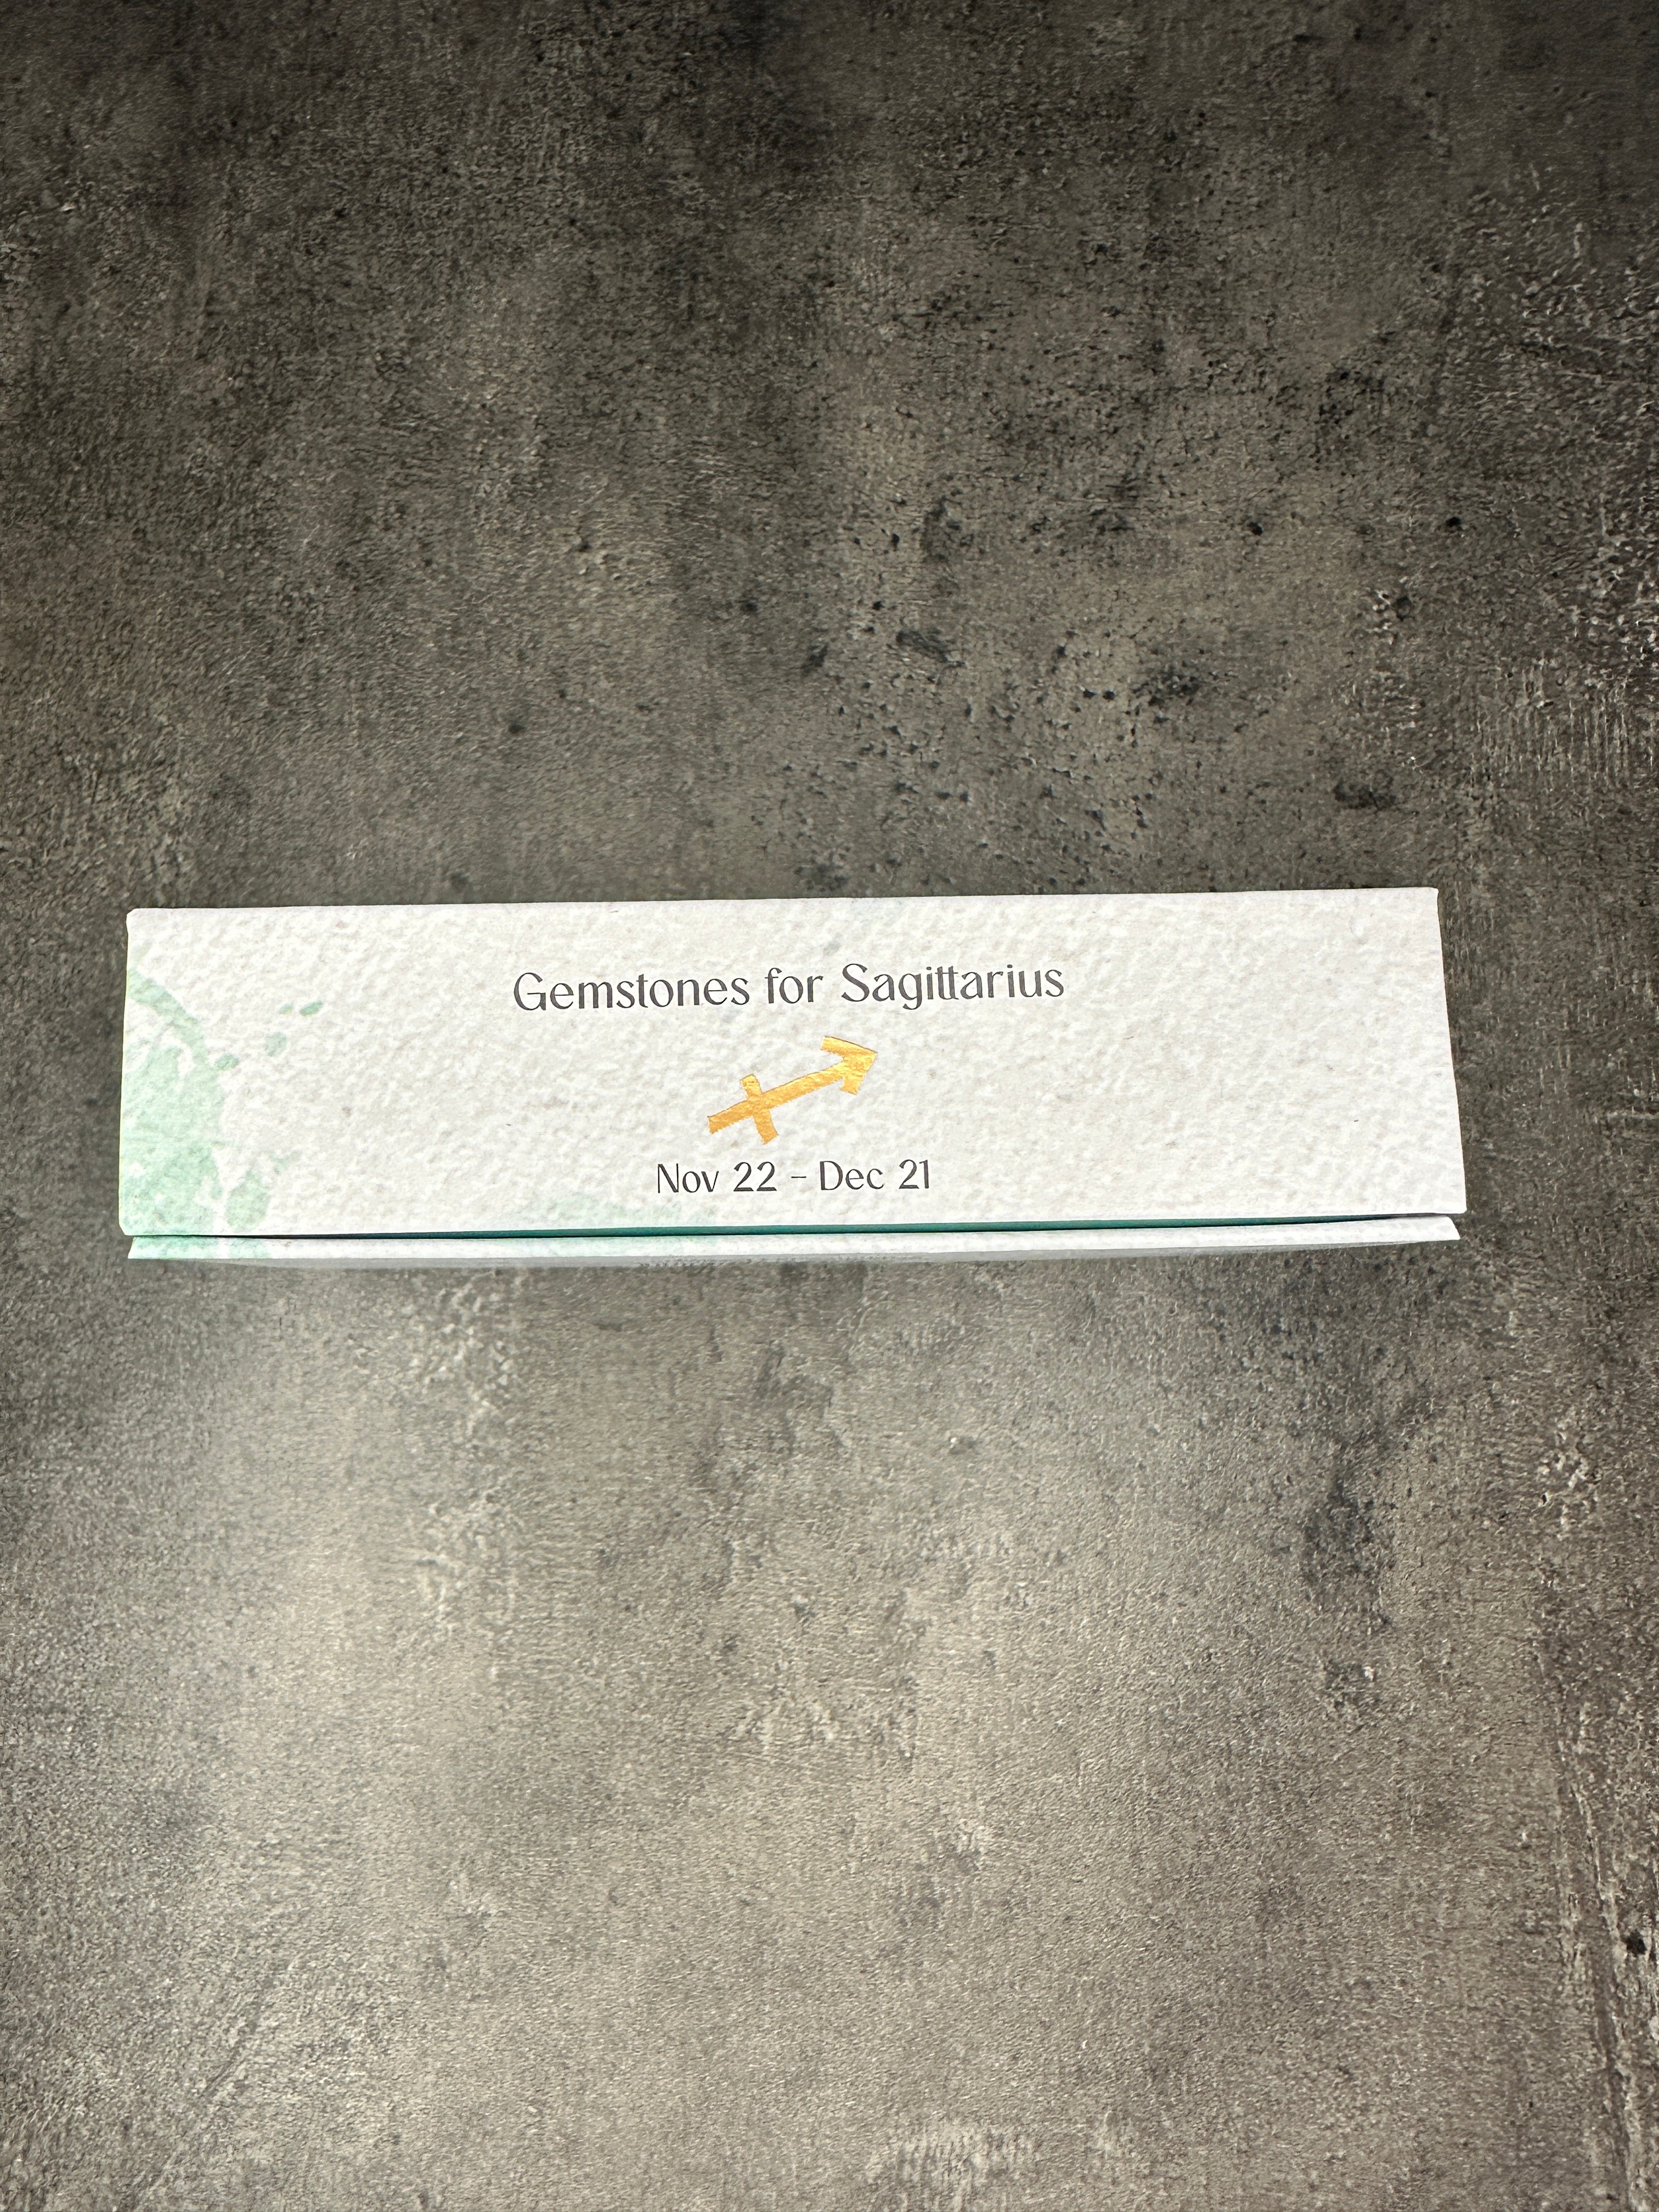 Gemstones for Sagittarius
Nov 22 – Dec 21